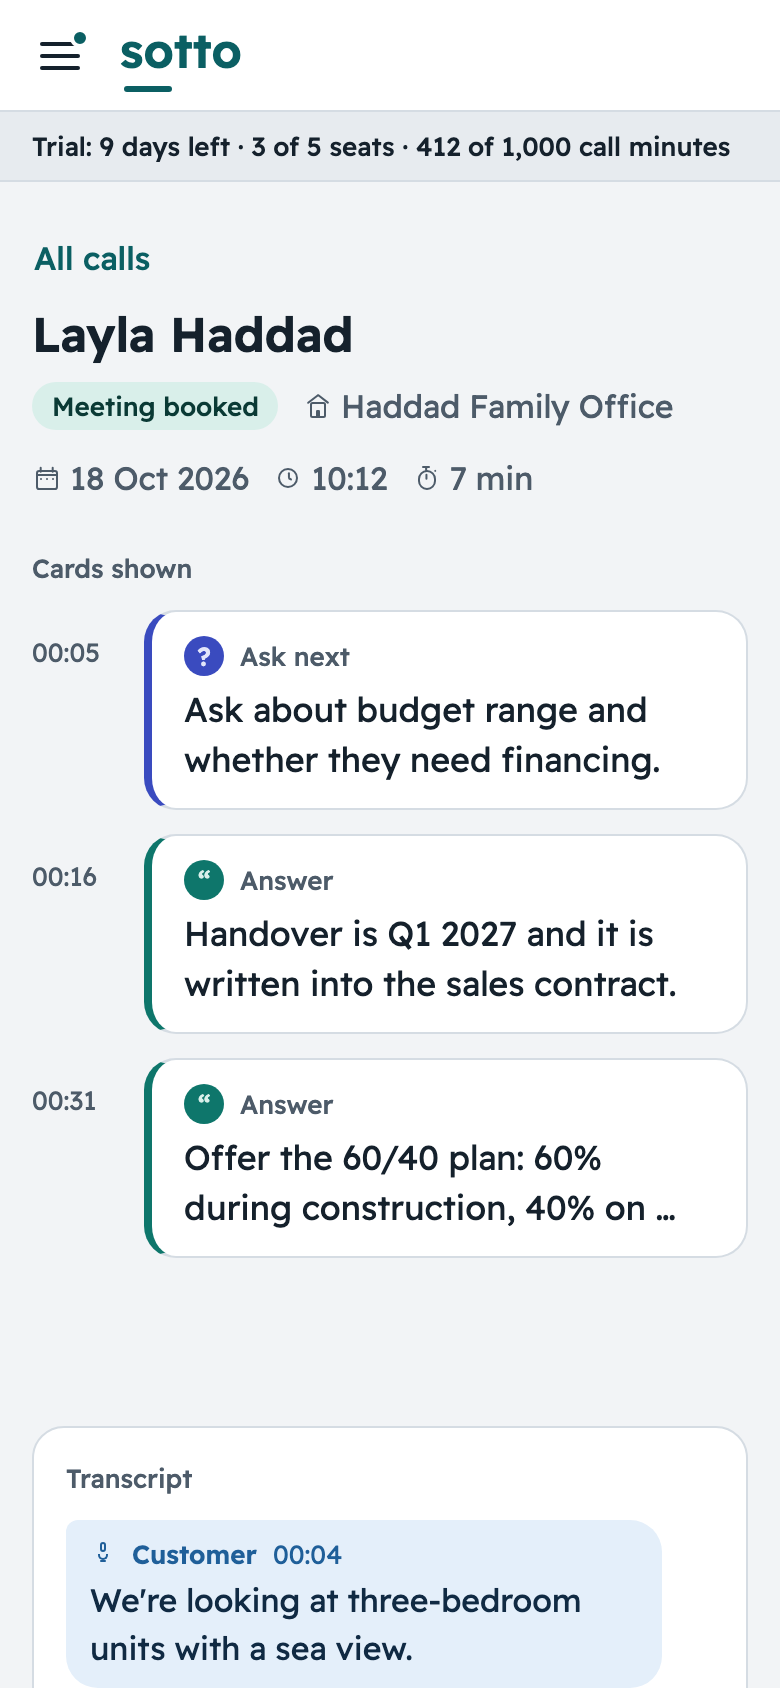 sotto
Trial: 9 days left · 3 of 5 seats · 412 of 1,000 call minutes
All calls
Layla Haddad
Meeting booked Haddad Family Office
18 Oct 2026 10:12 7 min
Cards shown
00:05
? Ask next
Ask about budget range and
whether they need financing.
00:16
“ Answer
Handover is Q1 2027 and it is
written into the sales contract.
00:31
“ Answer
Offer the 60/40 plan: 60%
during construction, 40% on ...
Transcript
Customer 00:04
We're looking at three-bedroom
units with a sea view.